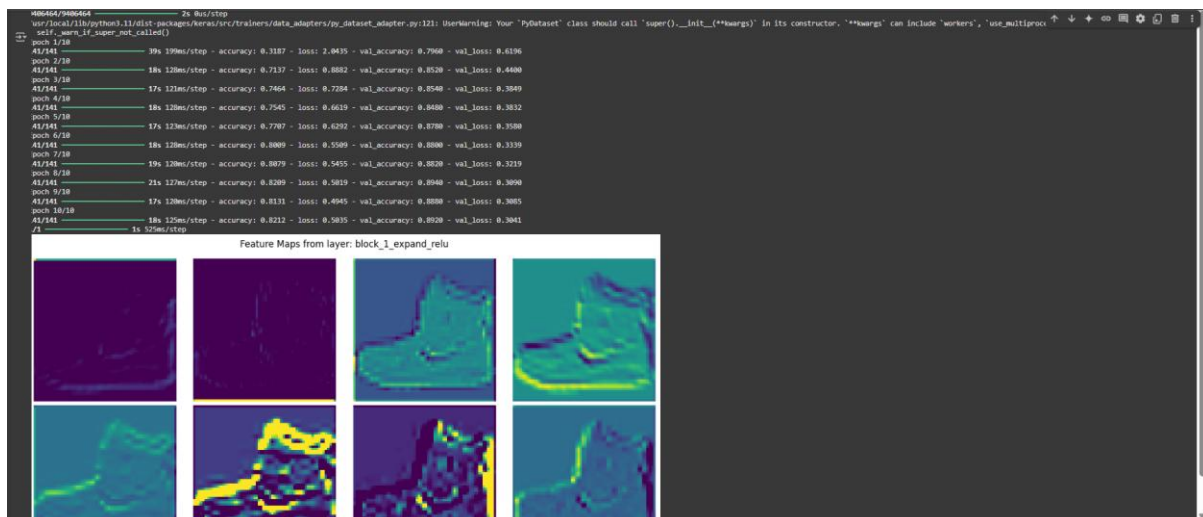 9406464/9406464 ━━━━━━━━━━━━━━━━━━━━ 2s 0us/step
usr/local/lib/python3.11/dist-packages/keras/src/trainers/data_adapters/py_dataset_adapter.py:121: UserWarning: Your `PyDataset` class should call `super().__init__(**kwargs)` in its constructor. `**kwargs` can include `workers`, `use_multiproc
self._warn_if_super_not_called()
poch 1/10
41/141 ━━━━━━━━━━━━━━━━━━━━ 39s 199ms/step - accuracy: 0.3187 - loss: 2.0435 - val_accuracy: 0.7960 - val_loss: 0.6196
poch 2/10
41/141 ━━━━━━━━━━━━━━━━━━━━ 18s 128ms/step - accuracy: 0.7137 - loss: 0.8882 - val_accuracy: 0.8520 - val_loss: 0.4400
poch 3/10
41/141 ━━━━━━━━━━━━━━━━━━━━ 17s 121ms/step - accuracy: 0.7464 - loss: 0.7284 - val_accuracy: 0.8540 - val_loss: 0.3849
poch 4/10
41/141 ━━━━━━━━━━━━━━━━━━━━ 18s 128ms/step - accuracy: 0.7545 - loss: 0.6619 - val_accuracy: 0.8480 - val_loss: 0.3832
poch 5/10
41/141 ━━━━━━━━━━━━━━━━━━━━ 17s 123ms/step - accuracy: 0.7707 - loss: 0.6292 - val_accuracy: 0.8780 - val_loss: 0.3580
poch 6/10
41/141 ━━━━━━━━━━━━━━━━━━━━ 18s 128ms/step - accuracy: 0.8009 - loss: 0.5509 - val_accuracy: 0.8800 - val_loss: 0.3339
poch 7/10
41/141 ━━━━━━━━━━━━━━━━━━━━ 19s 120ms/step - accuracy: 0.8079 - loss: 0.5455 - val_accuracy: 0.8820 - val_loss: 0.3219
poch 8/10
41/141 ━━━━━━━━━━━━━━━━━━━━ 21s 127ms/step - accuracy: 0.8209 - loss: 0.5019 - val_accuracy: 0.8940 - val_loss: 0.3090
poch 9/10
41/141 ━━━━━━━━━━━━━━━━━━━━ 17s 120ms/step - accuracy: 0.8131 - loss: 0.4945 - val_accuracy: 0.8880 - val_loss: 0.3085
poch 10/10
41/141 ━━━━━━━━━━━━━━━━━━━━ 18s 125ms/step - accuracy: 0.8212 - loss: 0.5035 - val_accuracy: 0.8920 - val_loss: 0.3041
/1 ━━━━━━━━━━━━━━━━━━━━ 1s 525ms/step
Feature Maps from layer: block_1_expand_relu